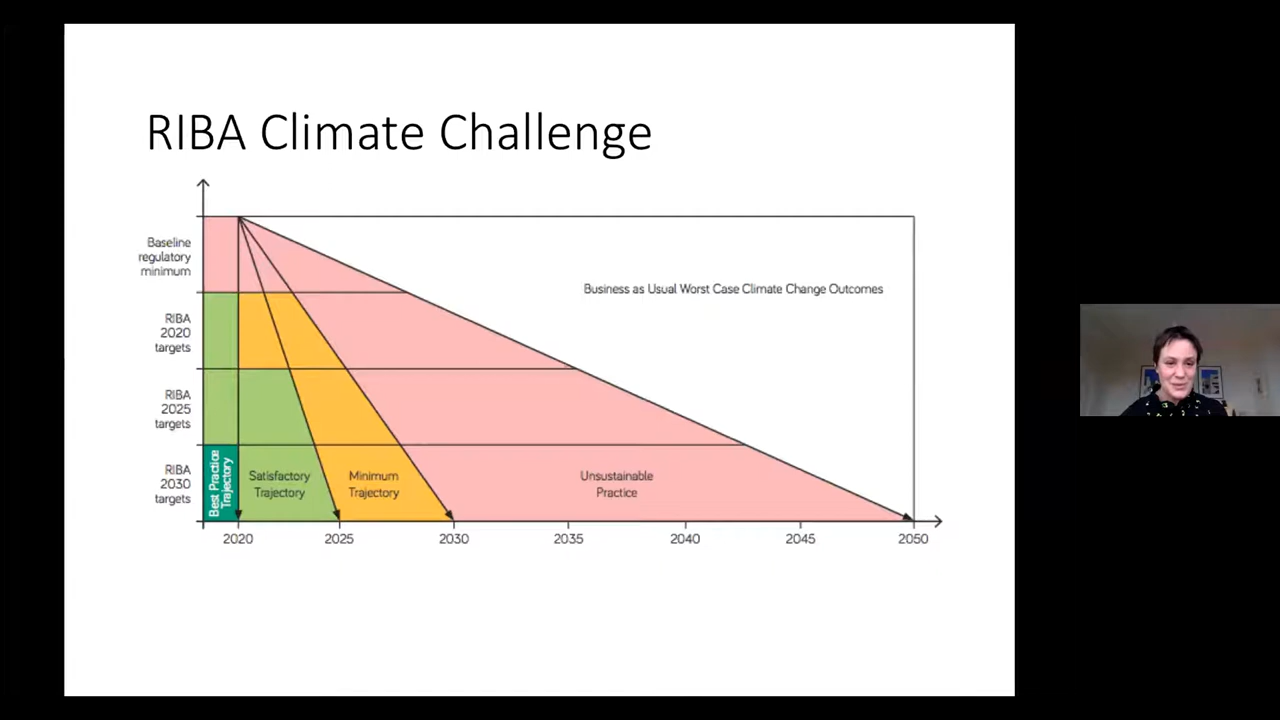 RIBA Climate Challenge
Baseline
regulatory
minimum
Business as Usual Worst Case Climate Change Outcomes
RIBA
2020
targets
RIBA
2025
targets
RIBA
2030
targets
Best Practice
Trajectory
Satisfactory
Trajectory
Minimum
Trajectory
Unsustainable
Practice
2020
2025
2030
2035
2040
2045
2050